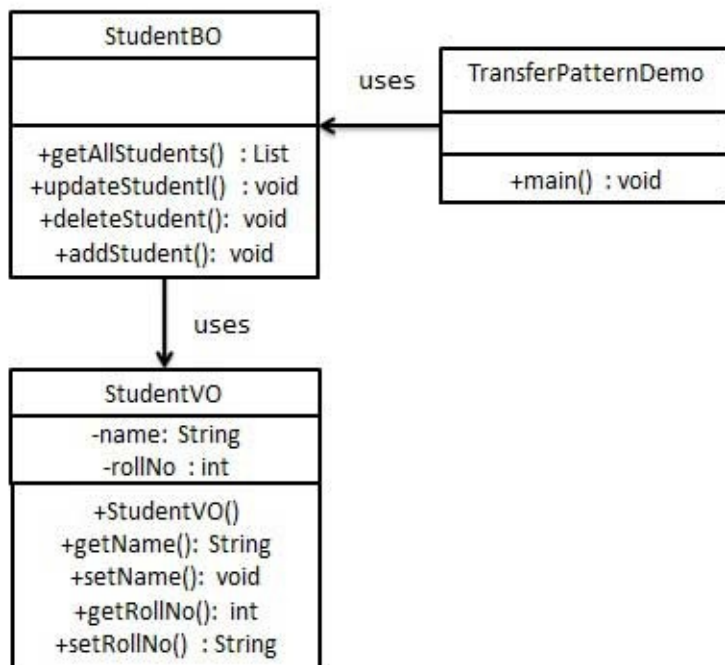 StudentBO
+getAllStudents() : List
+updateStudentl() : void
+deleteStudent(): void
+addStudent(): void
uses
TransferPatternDemo
+main() : void
uses
StudentVO
-name: String
-rollNo : int
+StudentVO()
+getName(): String
+setName(): void
+getRollNo(): int
+setRollNo() : String